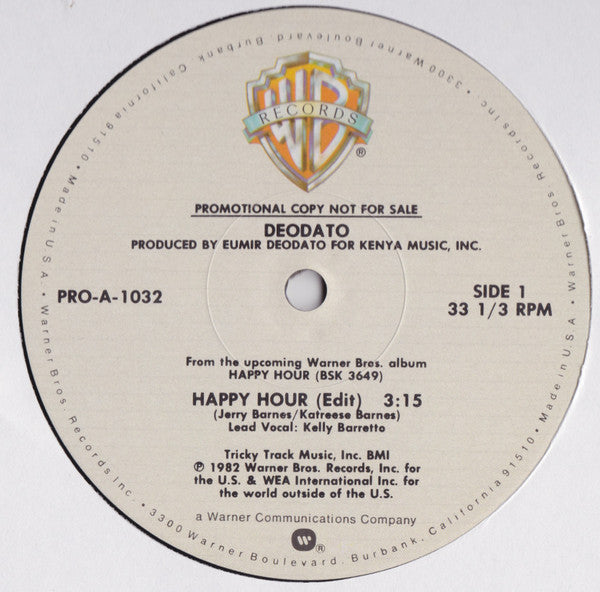 WB
RECORDS
®
PROMOTIONAL COPY NOT FOR SALE
DEODATO
PRODUCED BY EUMIR DEODATO FOR KENYA MUSIC, INC.
PRO-A-1032
SIDE 1
33 1/3 RPM
From the upcoming Warner Bros. album
HAPPY HOUR (BSK 3649)
HAPPY HOUR (Edit) 3:15
(Jerry Barnes/Katreese Barnes)
Lead Vocal: Kelly Barretto
Tricky Track Music, Inc. BMI
℗ 1982 Warner Bros. Records, Inc. for
the U.S. & WEA International Inc. for
the world outside of the U.S.
a Warner Communications Company
W ®
Warner Bros. Records Inc. • 3300 Warner Boulevard, Burbank, California 91510 • Made in U.S.A. •
Warner Bros. Records Inc. • 3300 Warner Boulevard, Burbank, California 91510 • Made in U.S.A. •